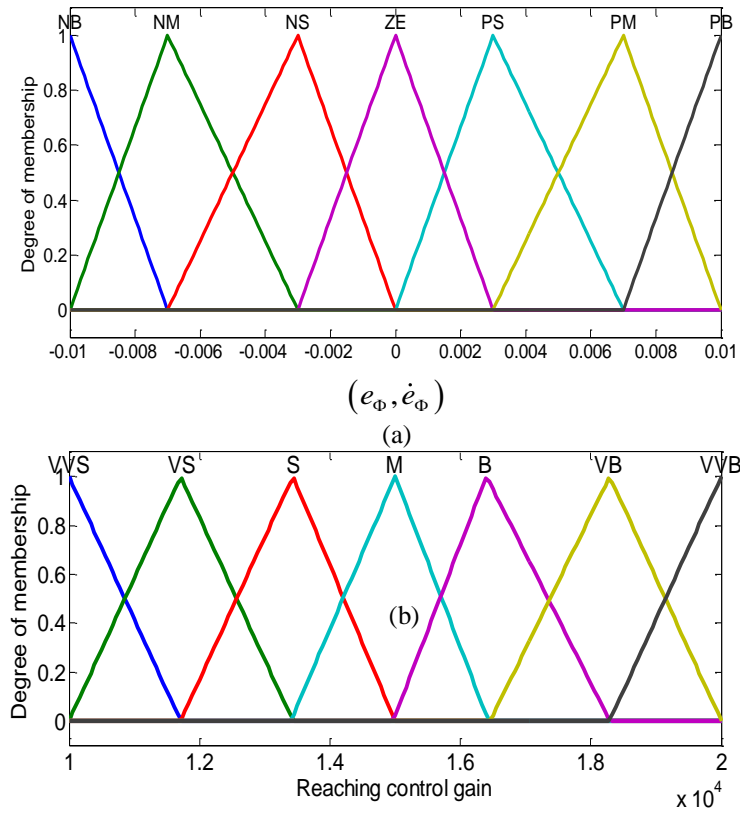 NB NM NS ZE PS PM PB
1
0.8
0.6
0.4
0.2
0
Degree of membership
-0.01 -0.008 -0.006 -0.004 -0.002 0 0.002 0.004 0.006 0.008 0.01
(e_Φ, ė_Φ)
(a)
VVS VS S M B VB VVB
1
0.8
0.6
0.4
0.2
0
Degree of membership
(b)
1 1.2 1.4 1.6 1.8 2
Reaching control gain
x 10^4